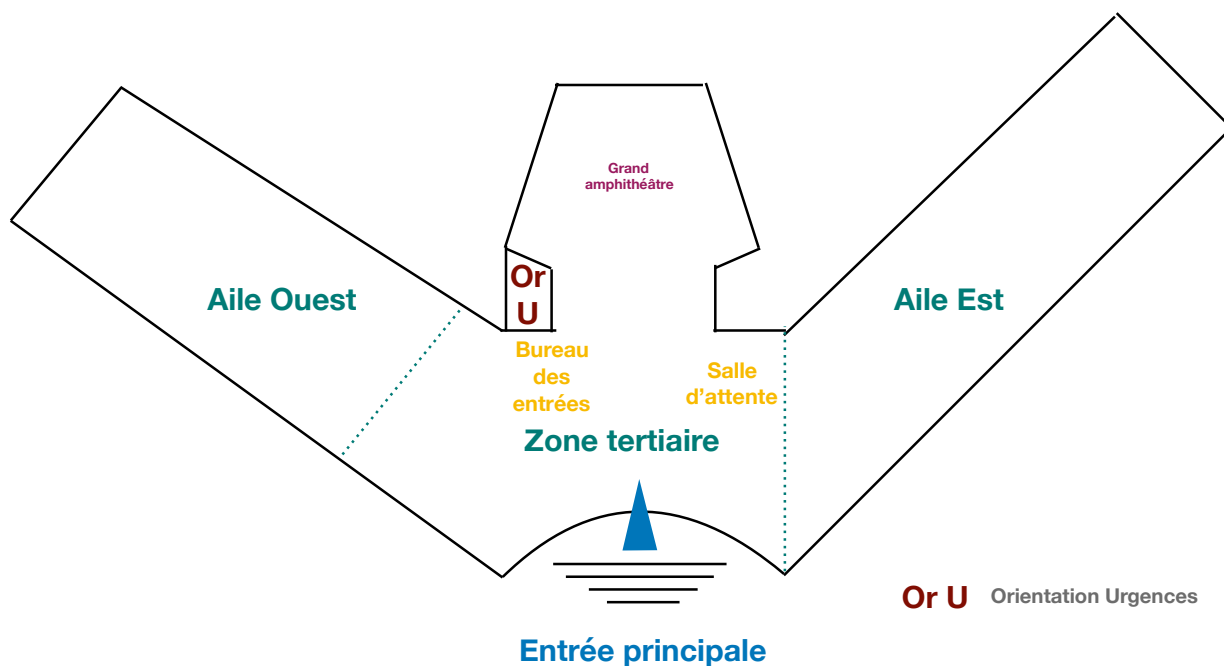 Grand
amphithéâtre
Or
U
Aile Ouest
Aile Est
Bureau
des
entrées
Salle
d'attente
Zone tertiaire
Or U Orientation Urgences
Entrée principale